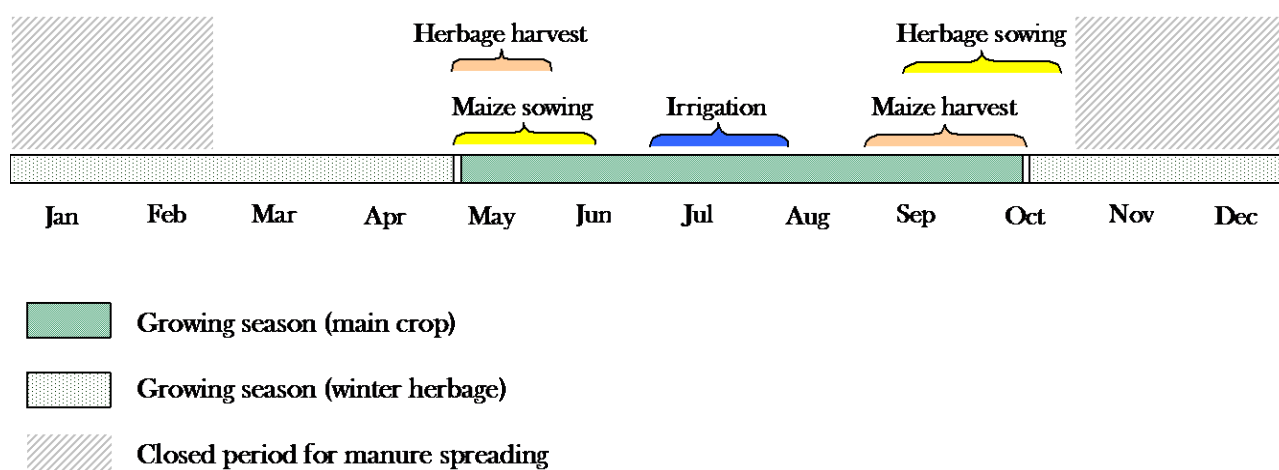 Herbage harvest
Herbage sowing
Maize sowing
Irrigation
Maize harvest
Jan Feb Mar Apr May Jun Jul Aug Sep Oct Nov Dec
Growing season (main crop)
Growing season (winter herbage)
Closed period for manure spreading